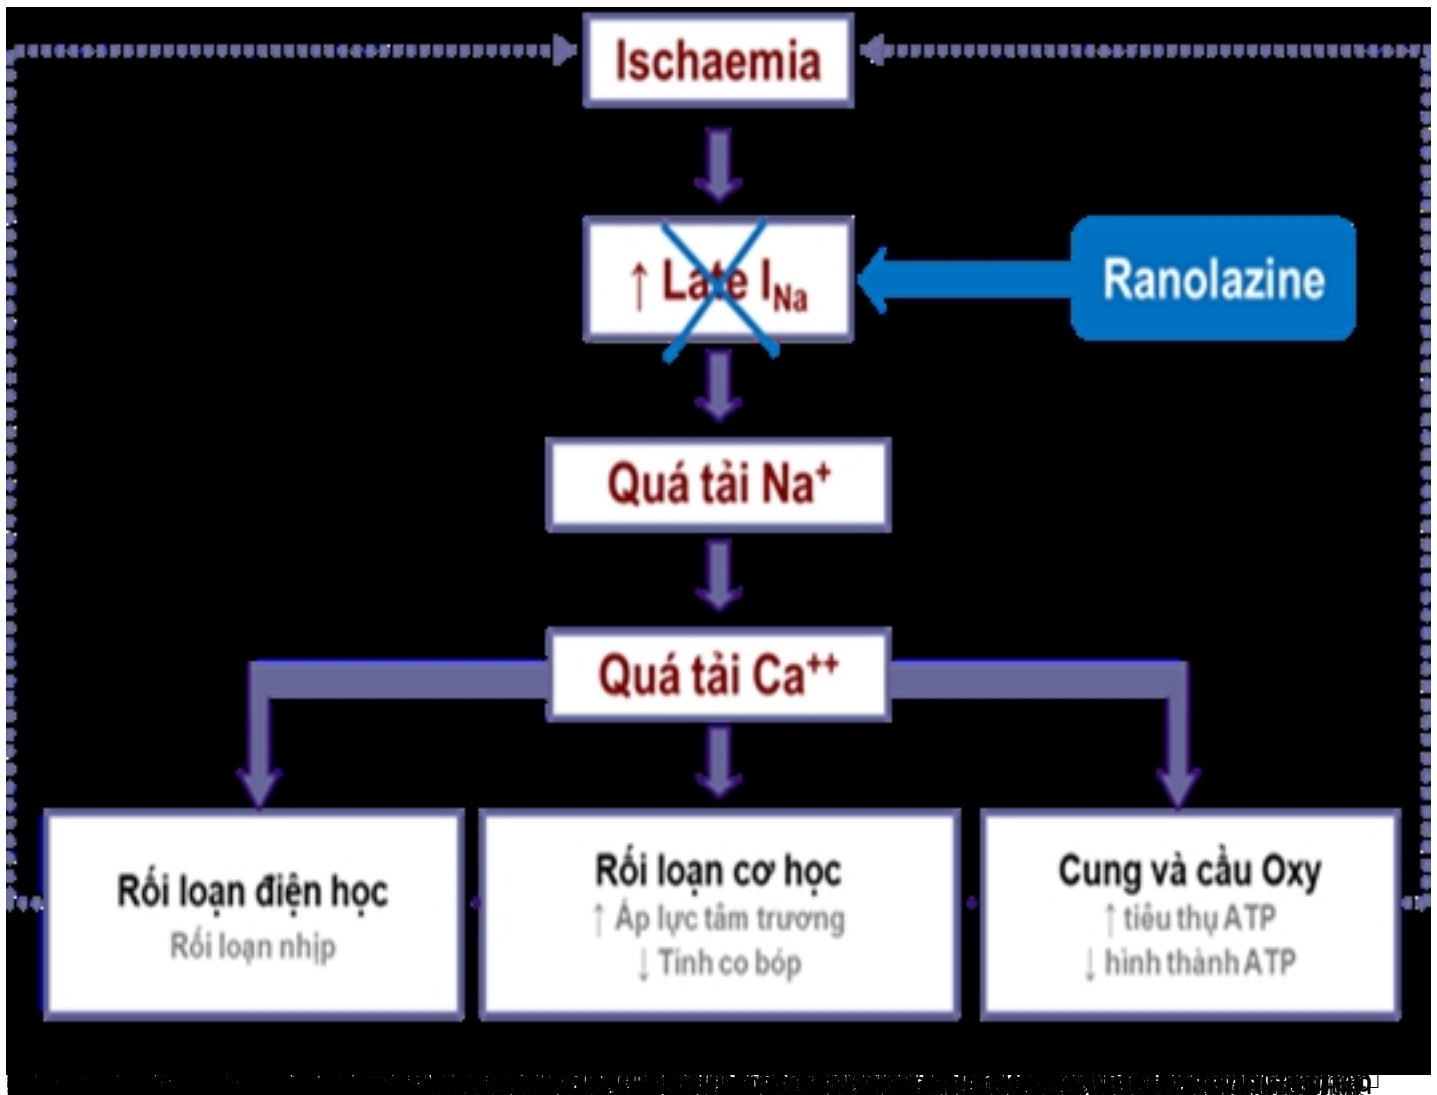 Ischaemia
↑ Late I_Na
Ranolazine
Quá tải Na⁺
Quá tải Ca⁺⁺
Rối loạn điện học
Rối loạn nhịp
Rối loạn cơ học
↑ Áp lực tâm trương
↓ Tính co bóp
Cung và cầu Oxy
↑ tiêu thụ ATP
↓ hình thành ATP